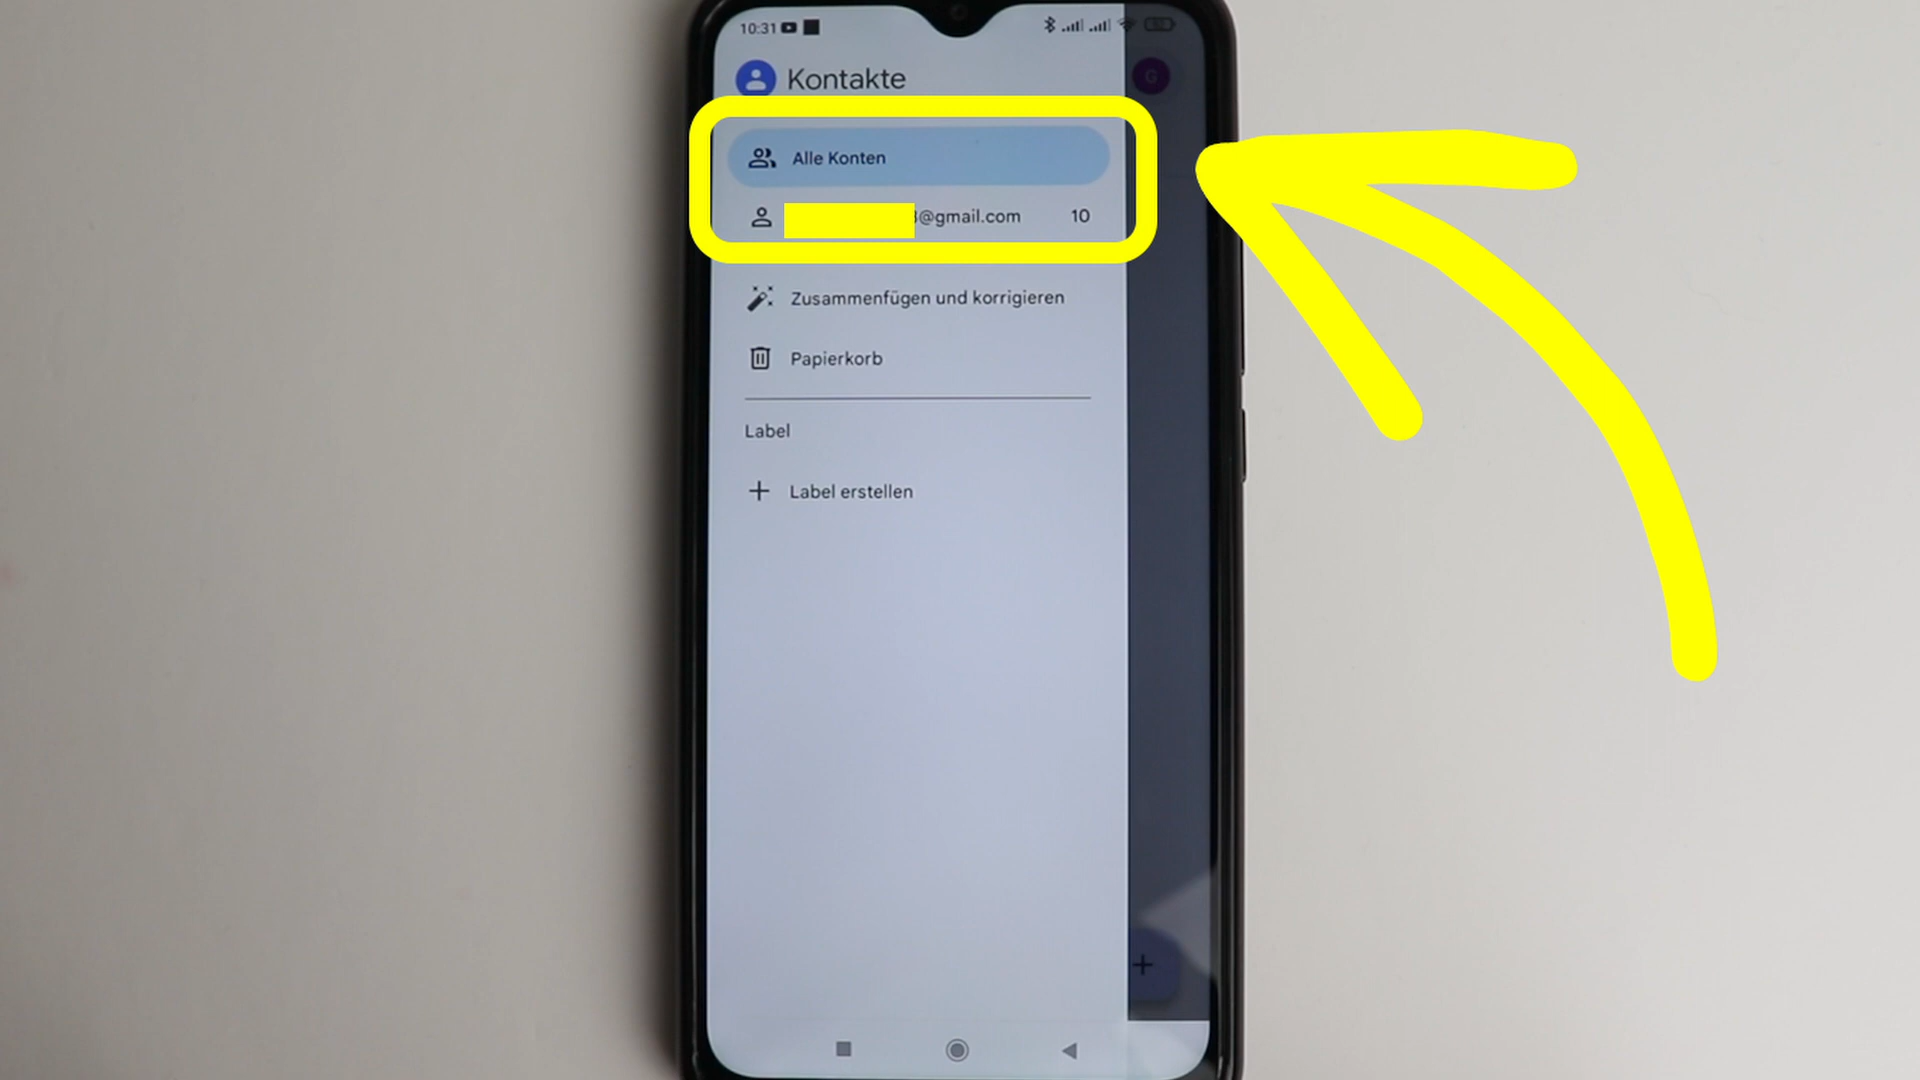 10:31
Kontakte
G
Alle Konten
@gmail.com 10
Zusammenfügen und korrigieren
Papierkorb
Label
Label erstellen